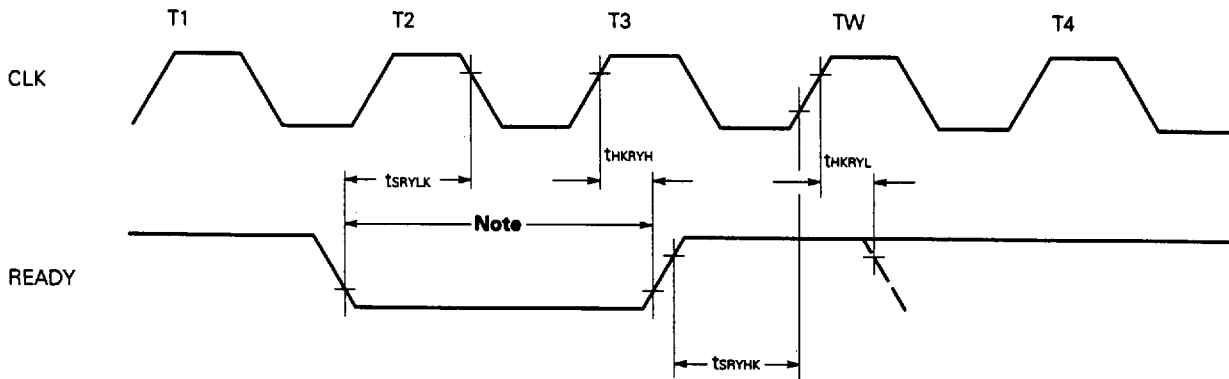 T1 T2 T3 TW T4
CLK
tHKRYH tHKRYL
tSRYLK
Note
READY
tSRYHK